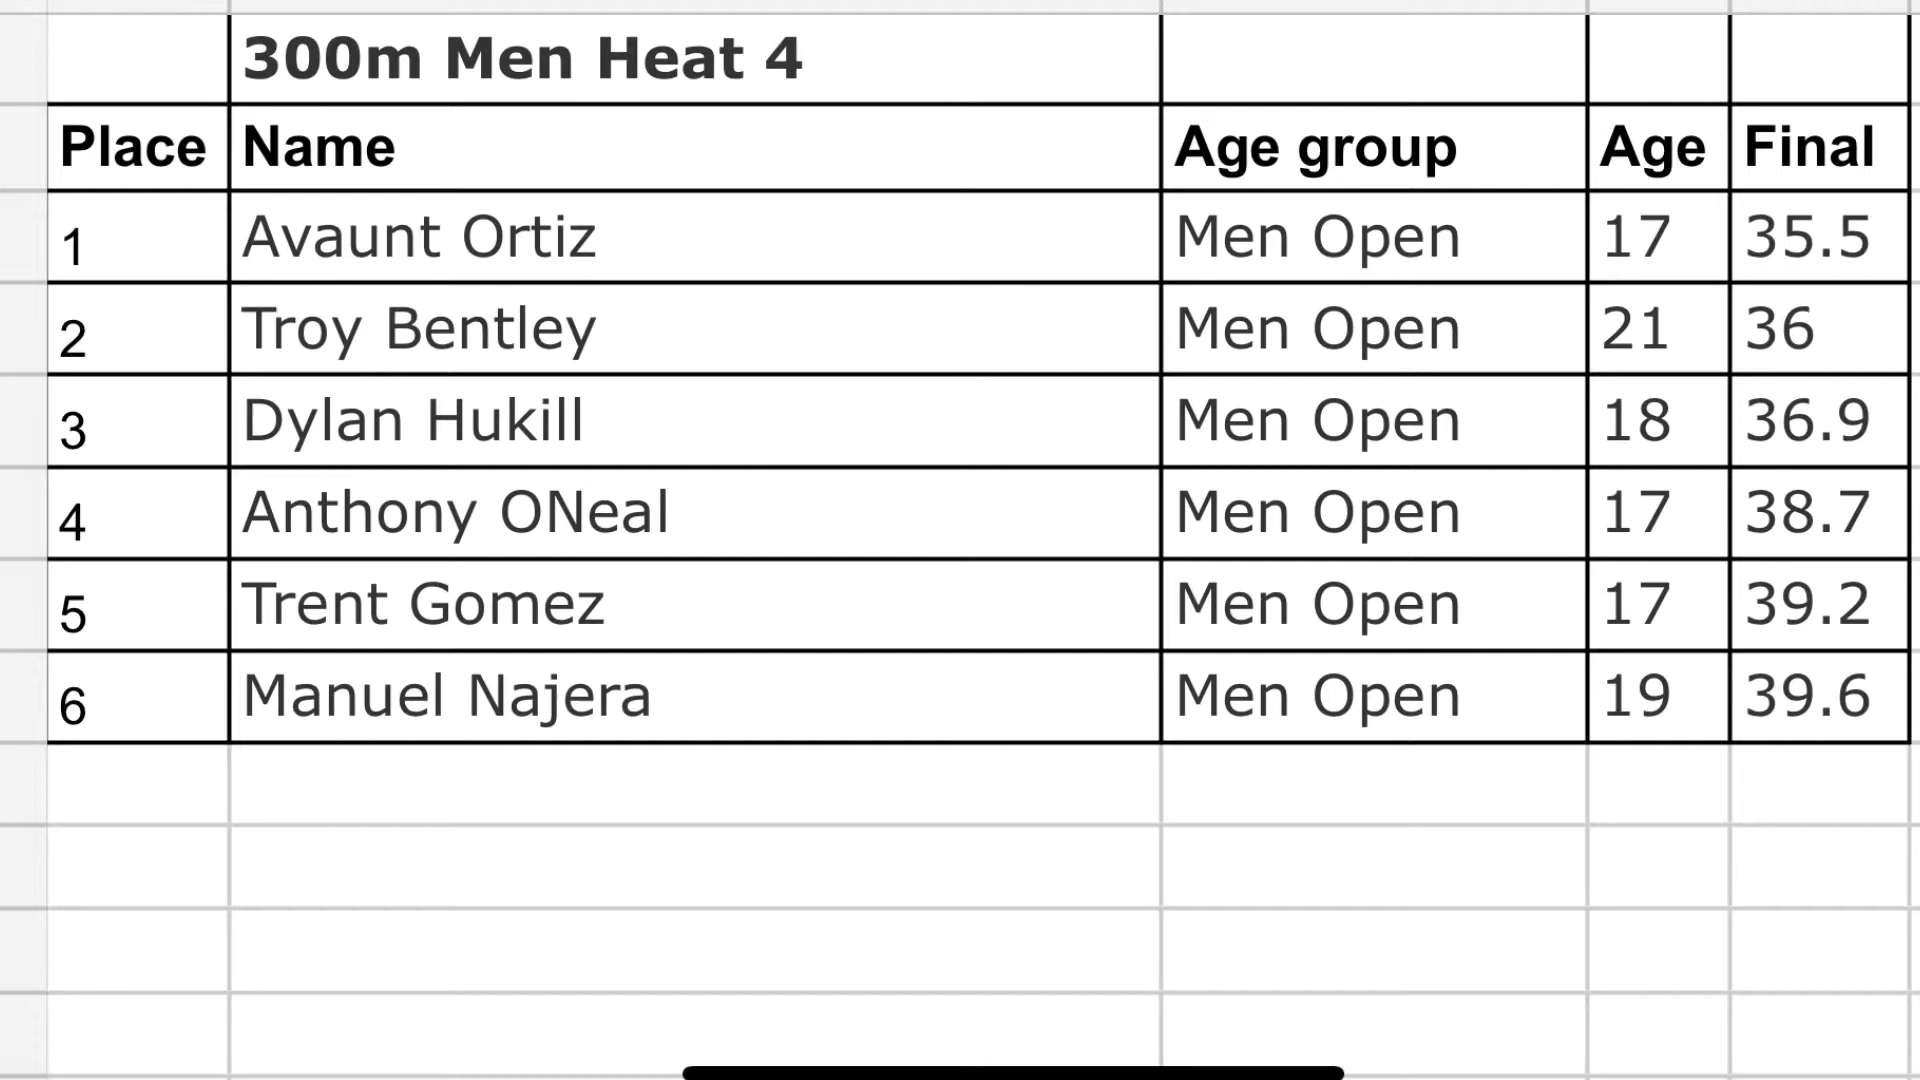 300m Men Heat 4
Place Name Age group Age Final
1 Avaunt Ortiz Men Open 17 35.5
2 Troy Bentley Men Open 21 36
3 Dylan Hukill Men Open 18 36.9
4 Anthony ONeal Men Open 17 38.7
5 Trent Gomez Men Open 17 39.2
6 Manuel Najera Men Open 19 39.6